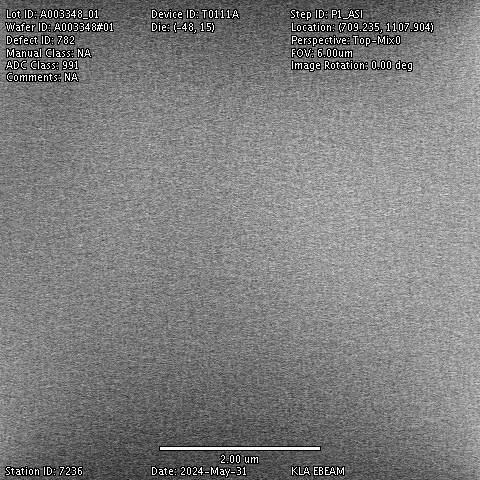 Lot ID: A003348_01
Wafer ID: A003348#01
Defect ID: 782
Manual Class: NA
ADC Class: 991
Comments: NA
Device ID: T0111A
Die: (-48, 15)
Step ID: P1_ASI
Location: (709.235, 1107.904)
Perspective: Top-Mix0
FOV: 6.00um
Image Rotation: 0.00 deg
2.00 um
Station ID: 7236
Date: 2024-May-31
KLA EBEAM